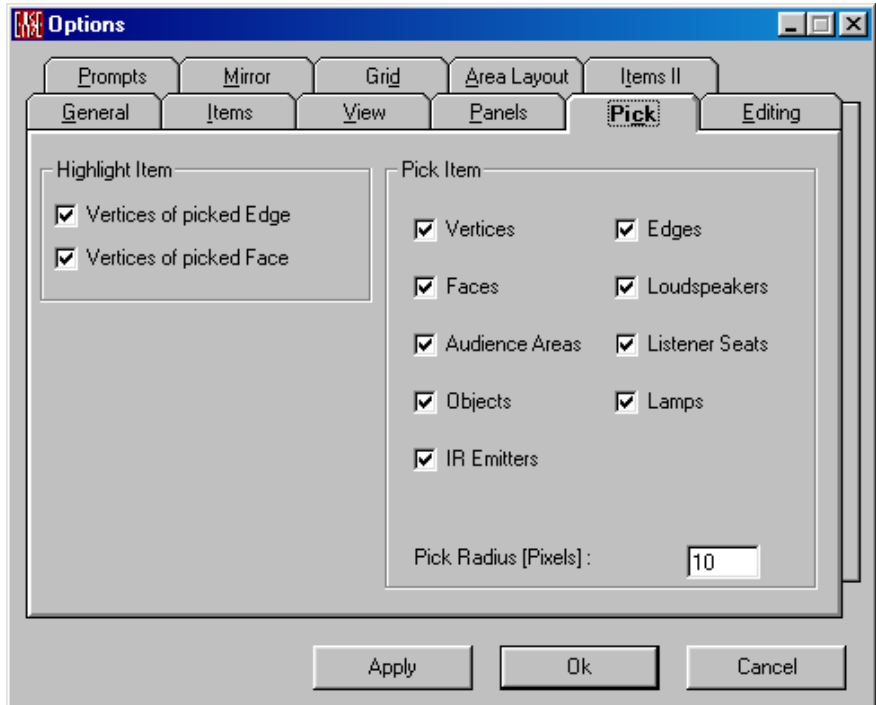 EASE Options
Prompts Mirror Grid Area Layout Items II
General Items View Panels Pick Editing
Highlight Item
Vertices of picked Edge
Vertices of picked Face
Pick Item
Vertices Edges
Faces Loudspeakers
Audience Areas Listener Seats
Objects Lamps
IR Emitters
Pick Radius [Pixels] : 10
Apply Ok Cancel